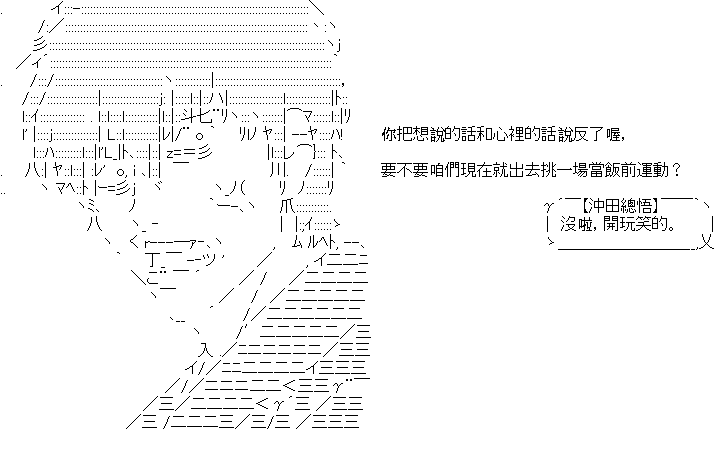 你把想說的話和心裡的話說反了喔，
要不要咱們現在就出去挑一場當飯前運動？
【沖田總悟】
沒啦，開玩笑的。